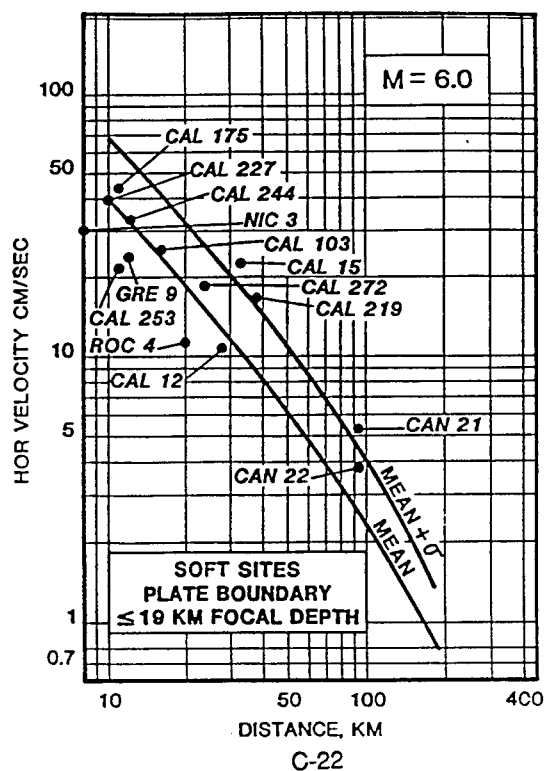 M = 6.0
100
50
10
5
1
0.7
HOR VELOCITY CM/SEC
CAL 175
CAL 227
CAL 244
NIC 3
CAL 103
CAL 15
GRE 9
CAL 272
CAL 253
CAL 219
ROC 4
CAL 12
CAN 21
CAN 22
MEAN + σ
MEAN
SOFT SITES
PLATE BOUNDARY
≤ 19 KM FOCAL DEPTH
10 50 100 400
DISTANCE, KM
C-22